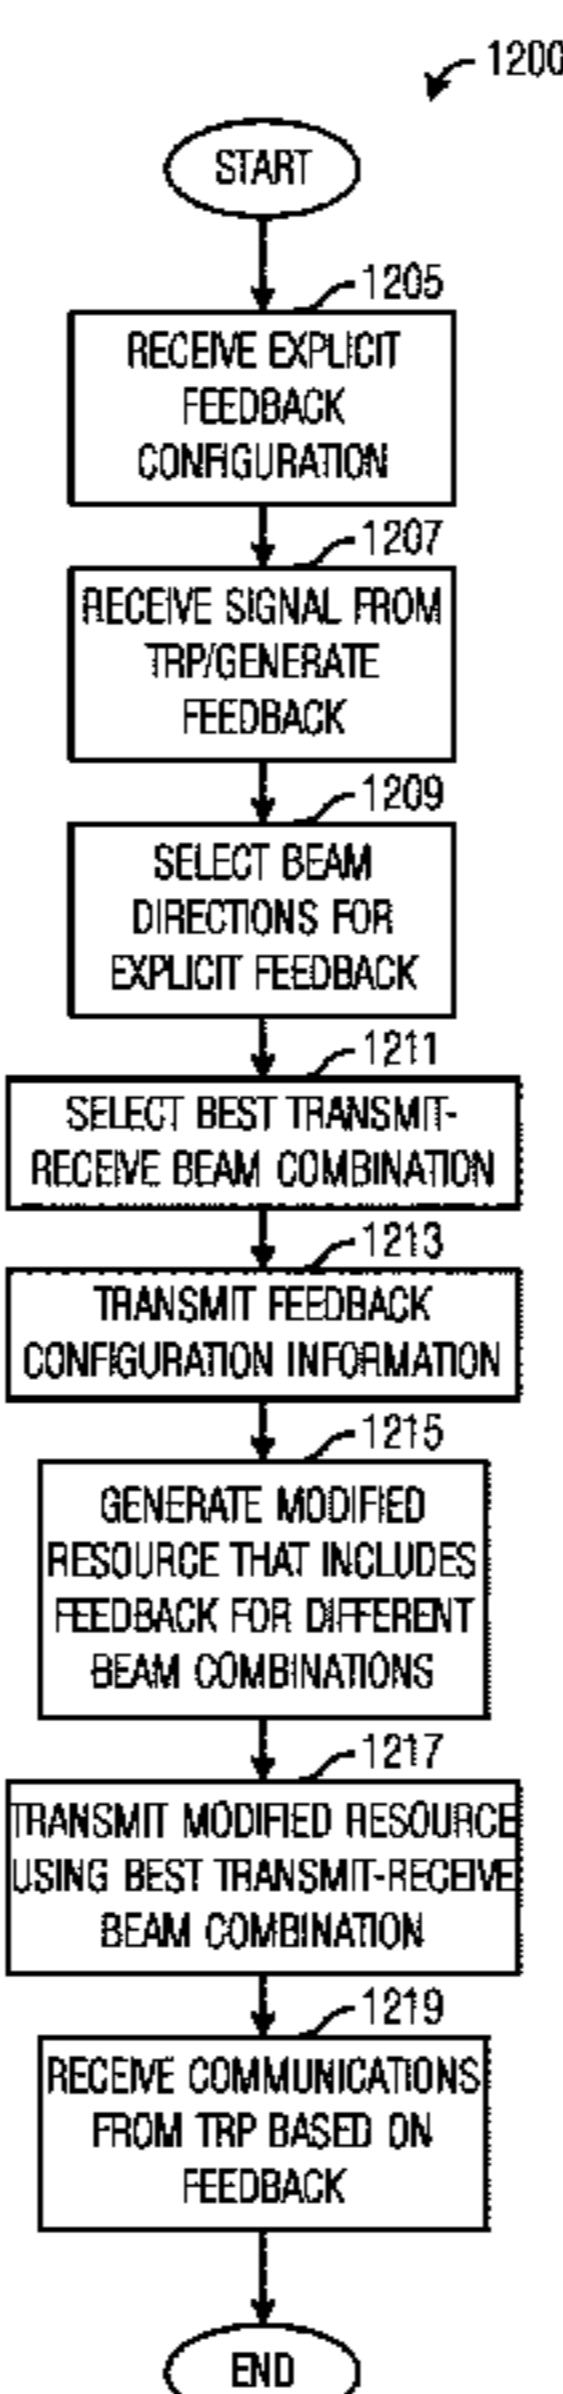 1200
START
1205
RECEIVE EXPLICIT
FEEDBACK
CONFIGURATION
1207
RECEIVE SIGNAL FROM
TRP/GENERATE
FEEDBACK
1209
SELECT BEAM
DIRECTIONS FOR
EXPLICIT FEEDBACK
1211
SELECT BEST TRANSMIT-
RECEIVE BEAM COMBINATION
1213
TRANSMIT FEEDBACK
CONFIGURATION INFORMATION
1215
GENERATE MODIFIED
RESOURCE THAT INCLUDES
FEEDBACK FOR DIFFERENT
BEAM COMBINATIONS
1217
TRANSMIT MODIFIED RESOURCE
USING BEST TRANSMIT-RECEIVE
BEAM COMBINATION
1219
RECEIVE COMMUNICATIONS
FROM TRP BASED ON
FEEDBACK
END